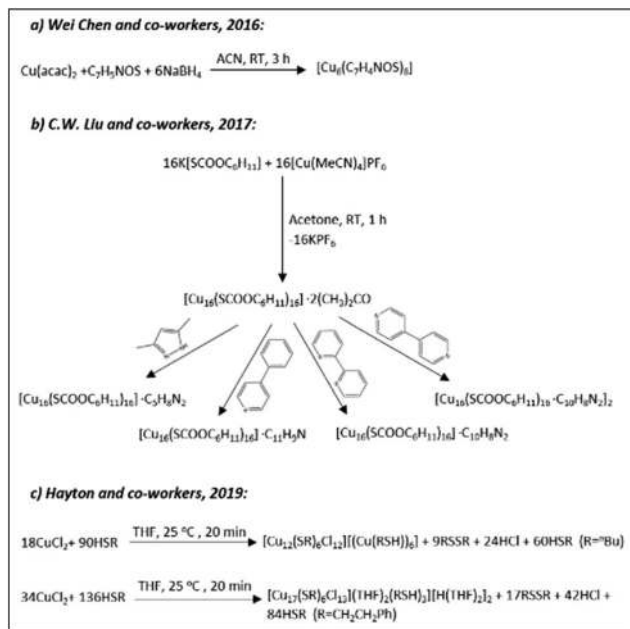 a) Wei Chen and co-workers, 2016:
Cu(acac)₂ +C₇H₅NOS + 6NaBH₄ ACN, RT, 3 h [Cu₆(C₇H₄NOS)₆]
b) C.W. Liu and co-workers, 2017:
16K[SCOOC₆H₁₁] + 16[Cu(MeCN)₄]PF₆
Acetone, RT, 1 h
-16KPF₆
[Cu₁₆(SCOOC₆H₁₁)₁₆]·2(CH₃)₂CO
[Cu₁₆(SCOOC₆H₁₁)₁₆]·C₅H₈N₂
[Cu₁₆(SCOOC₆H₁₁)₁₆·C₁₀H₈N₂]₂
[Cu₁₆(SCOOC₆H₁₁)₁₆]·C₁₁H₉N
[Cu₁₆(SCOOC₆H₁₁)₁₆]·C₁₀H₈N₂
c) Hayton and co-workers, 2019:
THF, 25 ºC , 20 min
18CuCl₂+ 90HSR [Cu₁₂(SR)₆Cl₁₂][(Cu(RSH))₆] + 9RSSR + 24HCl + 60HSR (R=ⁿBu)
THF, 25 ºC , 20 min
34CuCl₂+ 136HSR [Cu₁₇(SR)₆Cl₁₃(THF)₂(RSH)₃][H(THF)₂]₂ + 17RSSR + 42HCl +
84HSR (R=CH₂CH₂Ph)